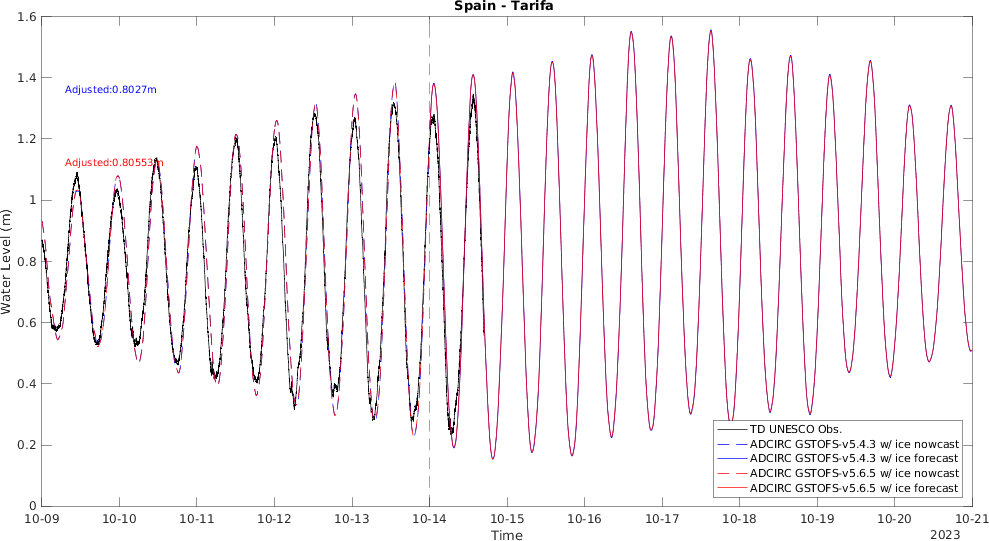 Spain - Tarifa
1.6
1.4
1.2
1
0.8
0.6
0.4
0.2
0
Water Level (m)
Adjusted:0.8027m
Adjusted:0.80553m
TD UNESCO Obs.
ADCIRC GSTOFS-v5.4.3 w/ ice nowcast
ADCIRC GSTOFS-v5.4.3 w/ ice forecast
ADCIRC GSTOFS-v5.6.5 w/ ice nowcast
ADCIRC GSTOFS-v5.6.5 w/ ice forecast
10-09 10-10 10-11 10-12 10-13 10-14 10-15 10-16 10-17 10-18 10-19 10-20 10-21
Time
2023